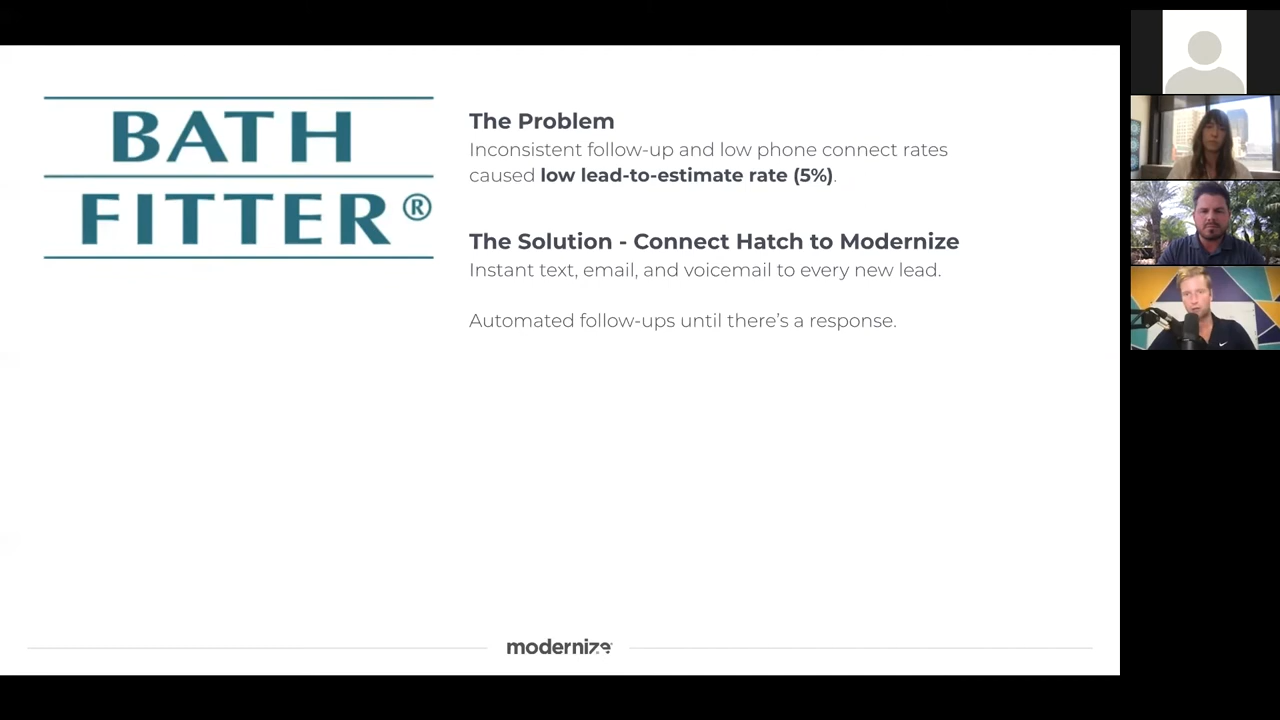 BATH
FITTER®
The Problem
Inconsistent follow-up and low phone connect rates
caused low lead-to-estimate rate (5%).
The Solution - Connect Hatch to Modernize
Instant text, email, and voicemail to every new lead.
Automated follow-ups until there's a response.
modernize